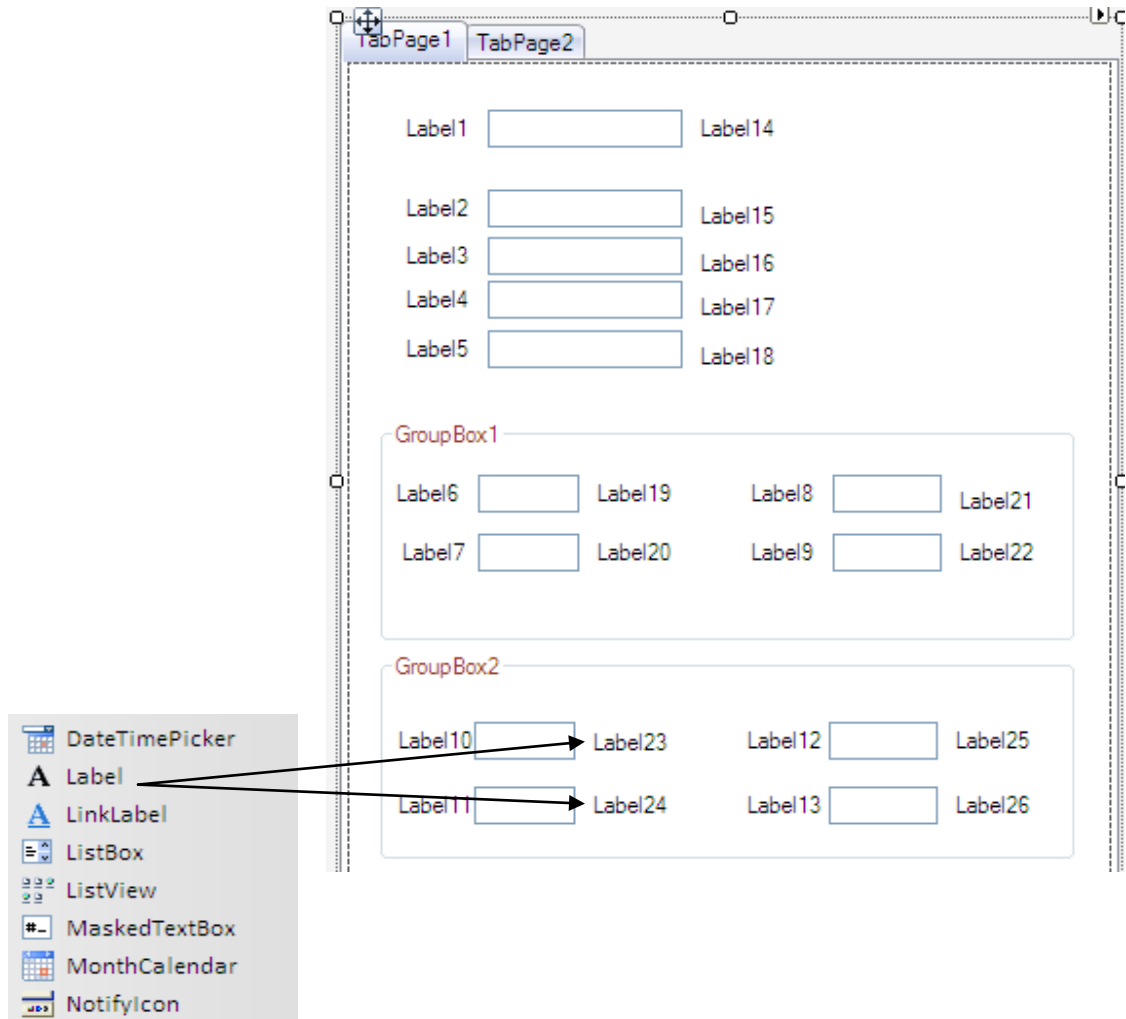 TabPage1 TabPage2
Label1 Label14
Label2 Label15
Label3 Label16
Label4 Label17
Label5 Label18
GroupBox1
Label6 Label19 Label8 Label21
Label7 Label20 Label9 Label22
GroupBox2
Label10 Label23 Label12 Label25
Label11 Label24 Label13 Label26
DateTimePicker
A Label
A LinkLabel
ListBox
ListView
#- MaskedTextBox
MonthCalendar
NotifyIcon